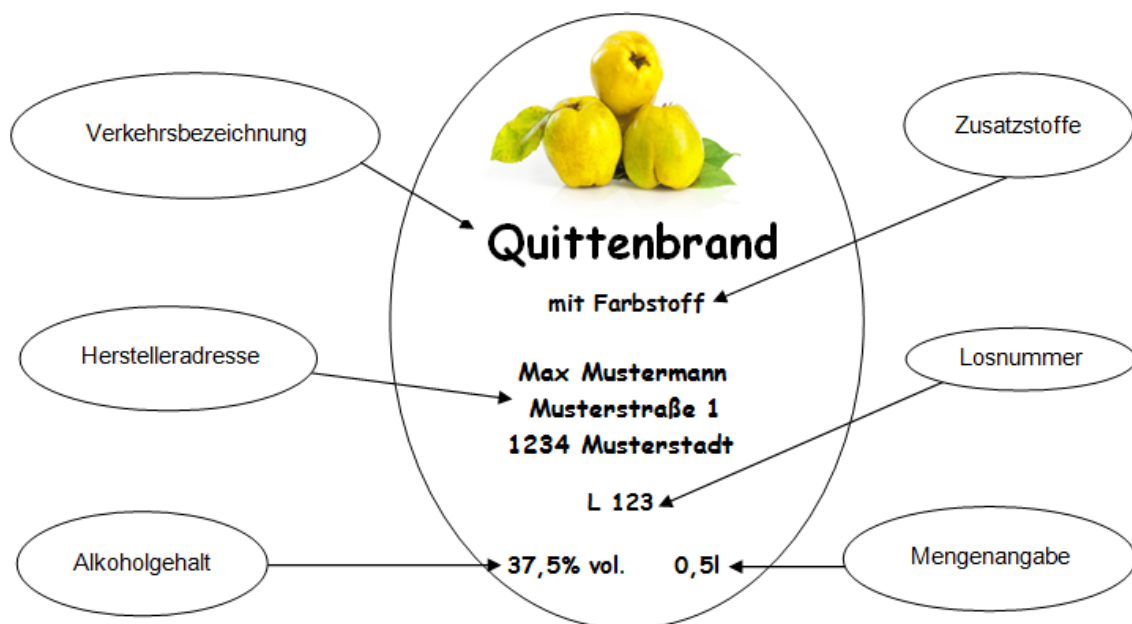 Verkehrsbezeichnung
Zusatzstoffe
Quittenbrand
mit Farbstoff
Herstelleradresse
Losnummer
Max Mustermann
Musterstraße 1
1234 Musterstadt
L 123
Alkoholgehalt
37,5% vol. 0,5l
Mengenangabe